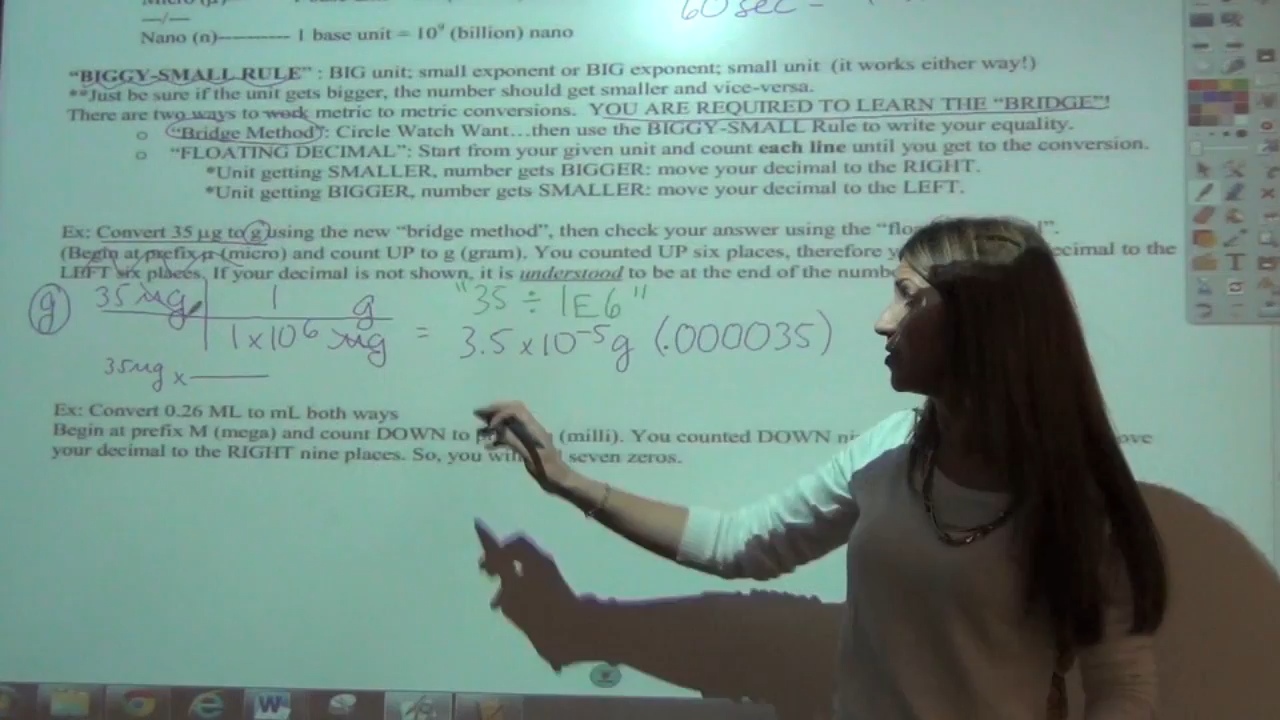 60 sec =
Nano (n)---------- 1 base unit = 10⁹ (billion) nano
"BIGGY-SMALL RULE" : BIG unit; small exponent or BIG exponent; small unit (it works either way!)
**Just be sure if the unit gets bigger, the number should get smaller and vice-versa.
There are two ways to work metric to metric conversions. YOU ARE REQUIRED TO LEARN THE "BRIDGE"!
o "Bridge Method": Circle Watch Want…then use the BIGGY-SMALL Rule to write your equality.
o "FLOATING DECIMAL": Start from your given unit and count each line until you get to the conversion.
*Unit getting SMALLER, number gets BIGGER: move your decimal to the RIGHT.
*Unit getting BIGGER, number gets SMALLER: move your decimal to the LEFT.
Ex: Convert 35 µg to g using the new "bridge method", then check your answer using the
(Begin at prefix µ (micro) and count UP to g (gram). You counted UP six places, therefore decimal to the
LEFT six places. If your decimal is not shown, it is understood to be at the end of the
g 35 µg 1 g "35 ÷ 1E6"
1x10⁶ µg = 3.5 x 10⁻⁵g (.000035)
35µg x
Ex: Convert 0.26 ML to mL both ways
Begin at prefix M (mega) and count DOWN to (milli). You counted DOWN
your decimal to the RIGHT nine places. So, you seven zeros.